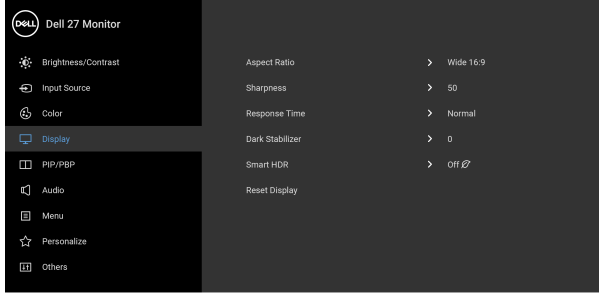 DELL Dell 27 Monitor
Brightness/Contrast
Input Source
Color
Display
PIP/PBP
Audio
Menu
Personalize
Others
Aspect Ratio > Wide 16:9
Sharpness > 50
Response Time > Normal
Dark Stabilizer > 0
Smart HDR > Off
Reset Display